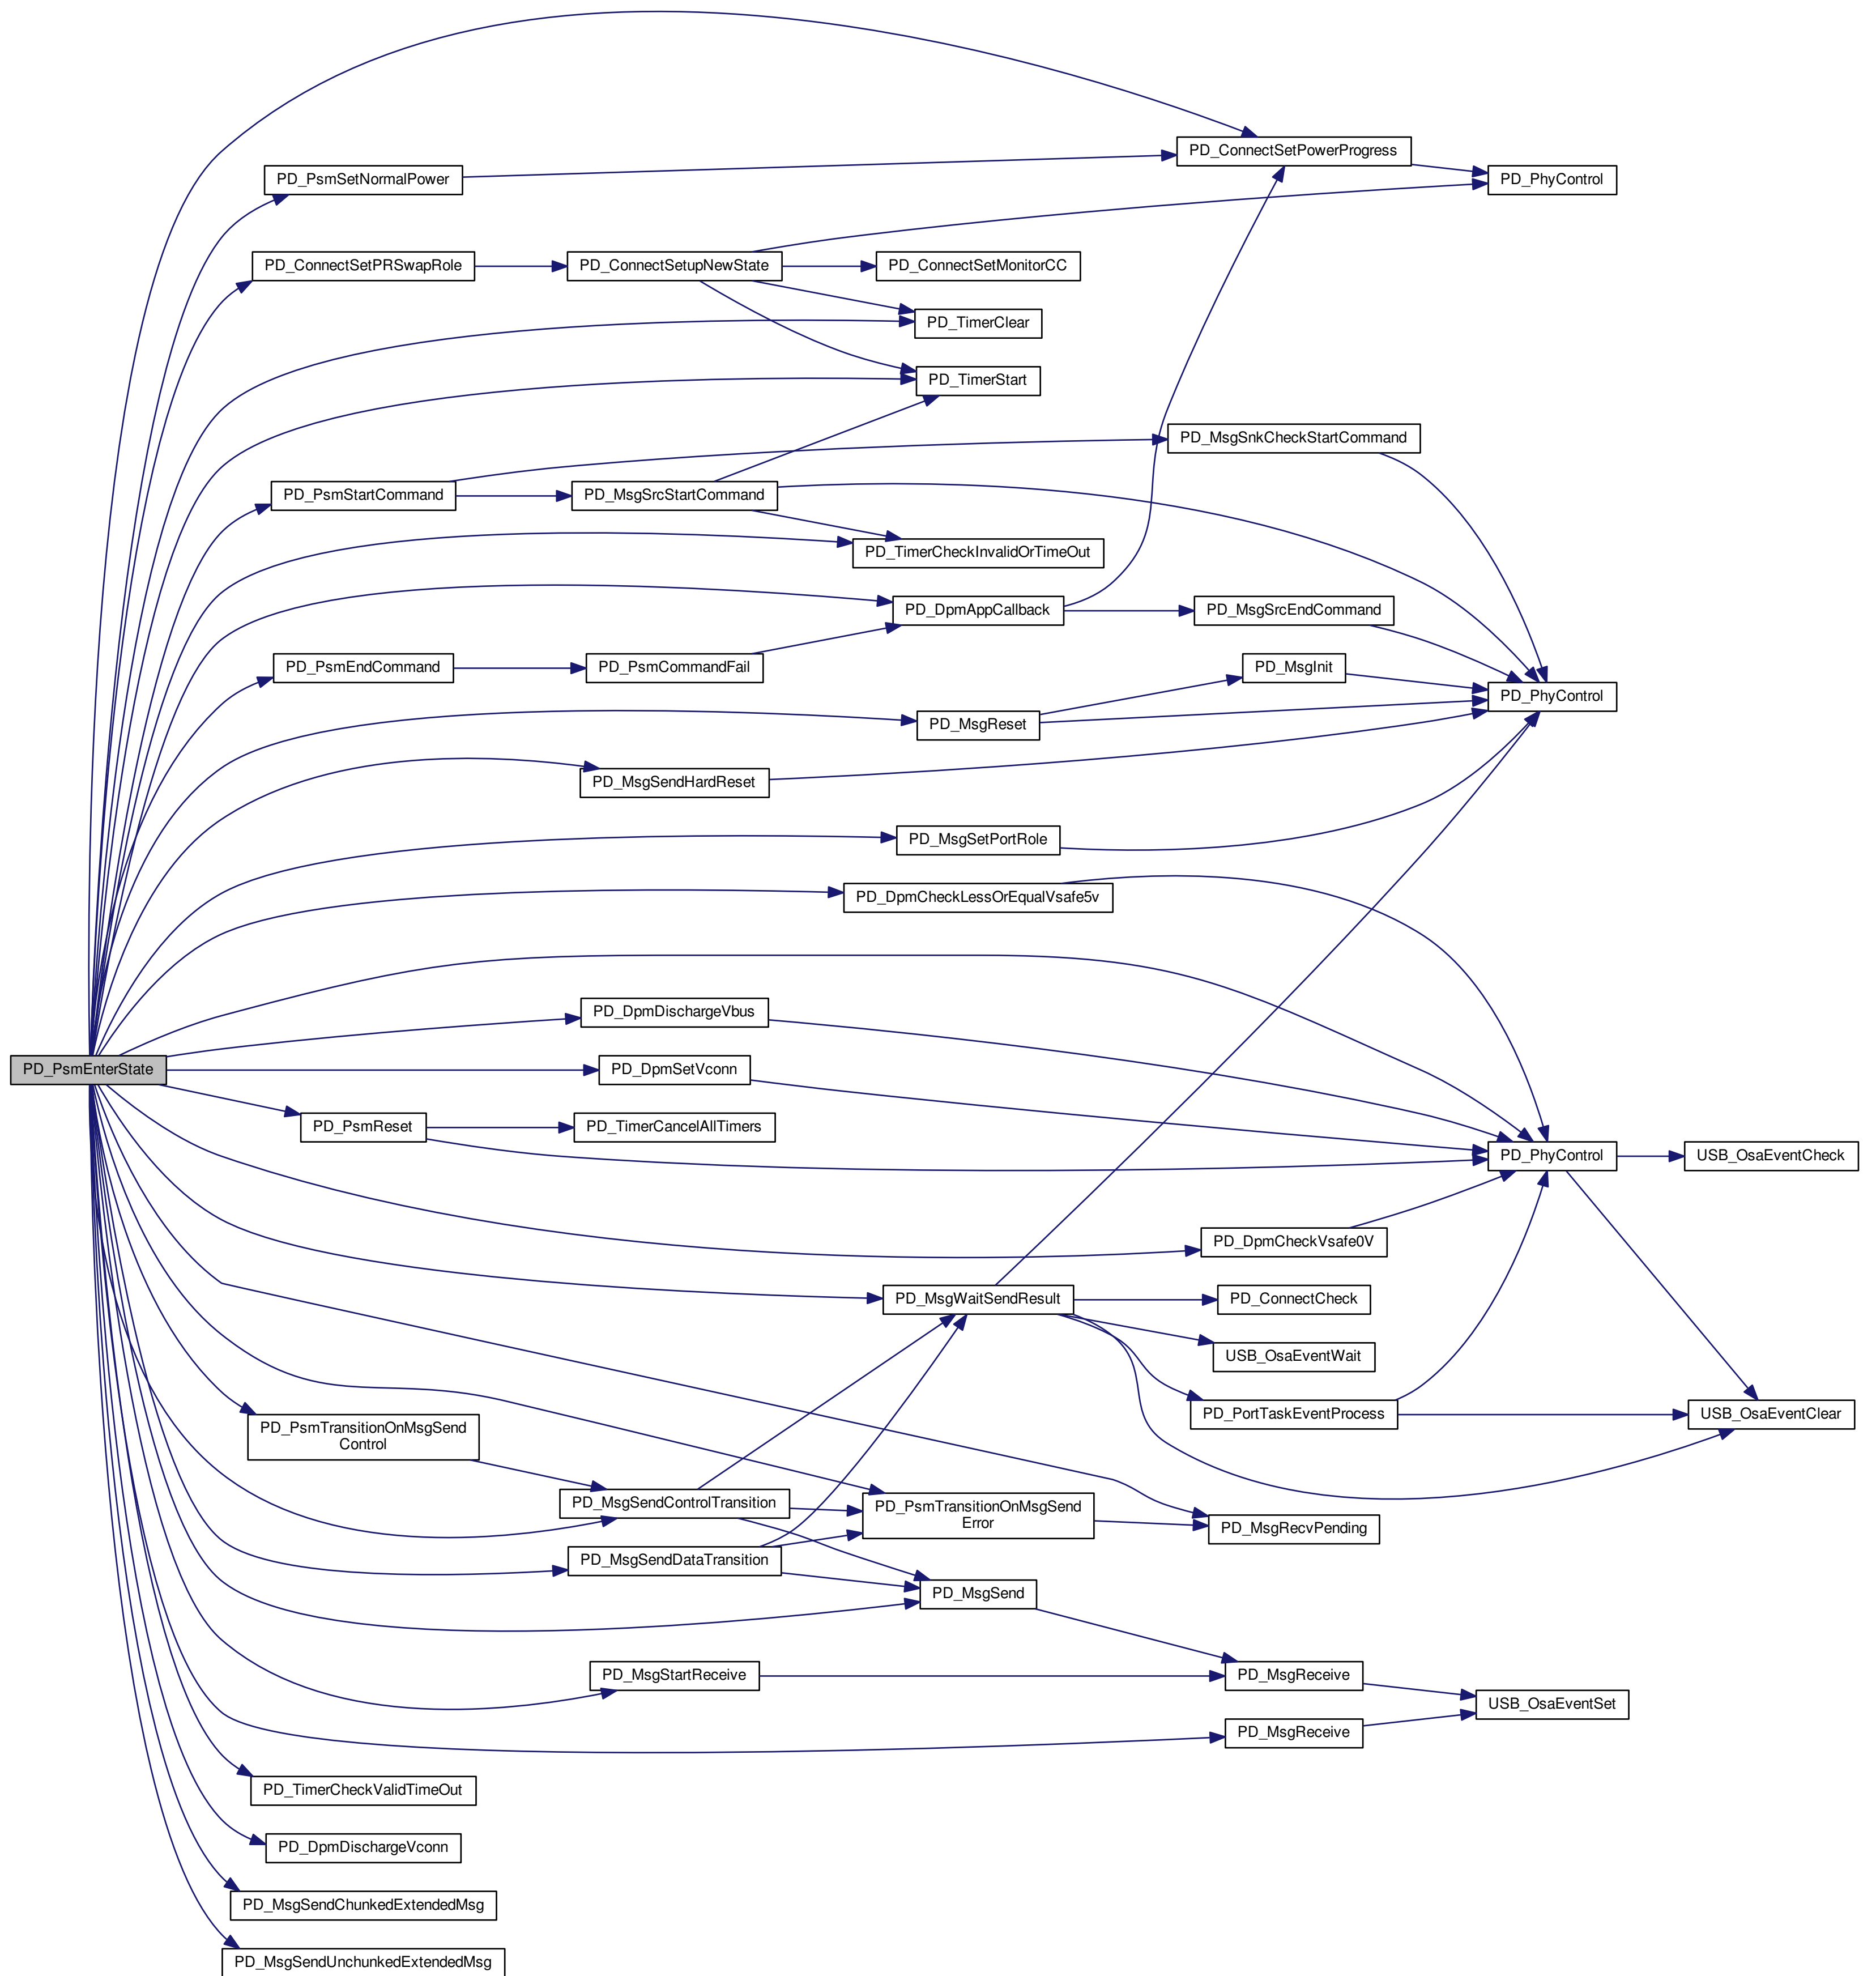 PD_ConnectSetPowerProgress
PD_PsmSetNormalPower
PD_PhyControl
PD_ConnectSetPRSwapRole
PD_ConnectSetupNewState
PD_ConnectSetMonitorCC
PD_TimerClear
PD_TimerStart
PD_MsgSnkCheckStartCommand
PD_PsmStartCommand
PD_MsgSrcStartCommand
PD_TimerCheckInvalidOrTimeOut
PD_DpmAppCallback
PD_MsgSrcEndCommand
PD_PsmEndCommand
PD_PsmCommandFail
PD_MsgInit
PD_PhyControl
PD_MsgReset
PD_MsgSendHardReset
PD_MsgSetPortRole
PD_DpmCheckLessOrEqualVsafe5v
PD_DpmDischargeVbus
PD_PsmEnterState
PD_DpmSetVconn
PD_PsmReset
PD_TimerCancelAllTimers
PD_PhyControl
USB_OsaEventCheck
PD_DpmCheckVsafe0V
PD_MsgWaitSendResult
PD_ConnectCheck
USB_OsaEventWait
PD_PortTaskEventProcess
USB_OsaEventClear
PD_PsmTransitionOnMsgSend
Control
PD_MsgSendControlTransition
PD_PsmTransitionOnMsgSend
Error
PD_MsgRecvPending
PD_MsgSendDataTransition
PD_MsgSend
PD_MsgStartReceive
PD_MsgReceive
USB_OsaEventSet
PD_MsgReceive
PD_TimerCheckValidTimeOut
PD_DpmDischargeVconn
PD_MsgSendChunkedExtendedMsg
PD_MsgSendUnchunkedExtendedMsg